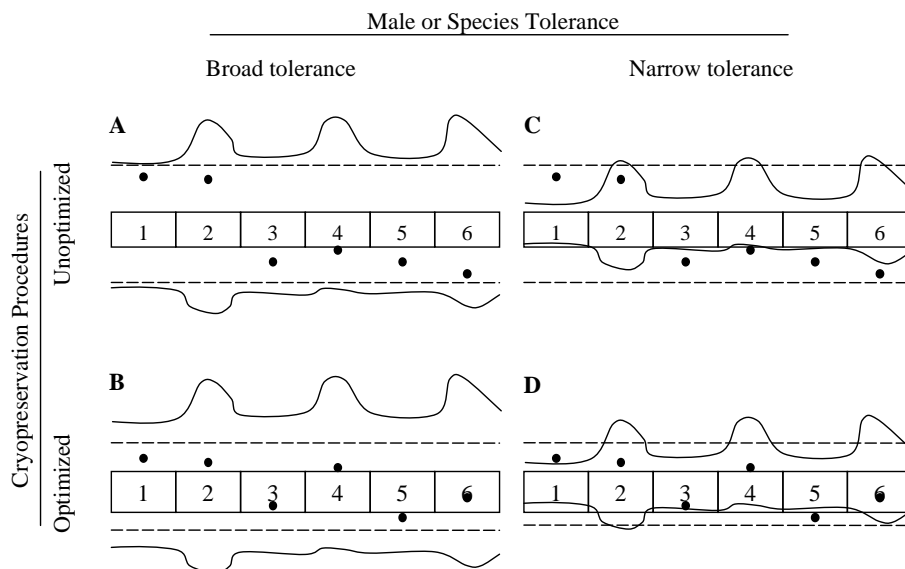 Male or Species Tolerance
Broad tolerance
Narrow tolerance
A
C
Cryopreservation Procedures
Unoptimized
1 2 3 4 5 6
1 2 3 4 5 6
B
D
Optimized
1 2 3 4 5 6
1 2 3 4 5 6